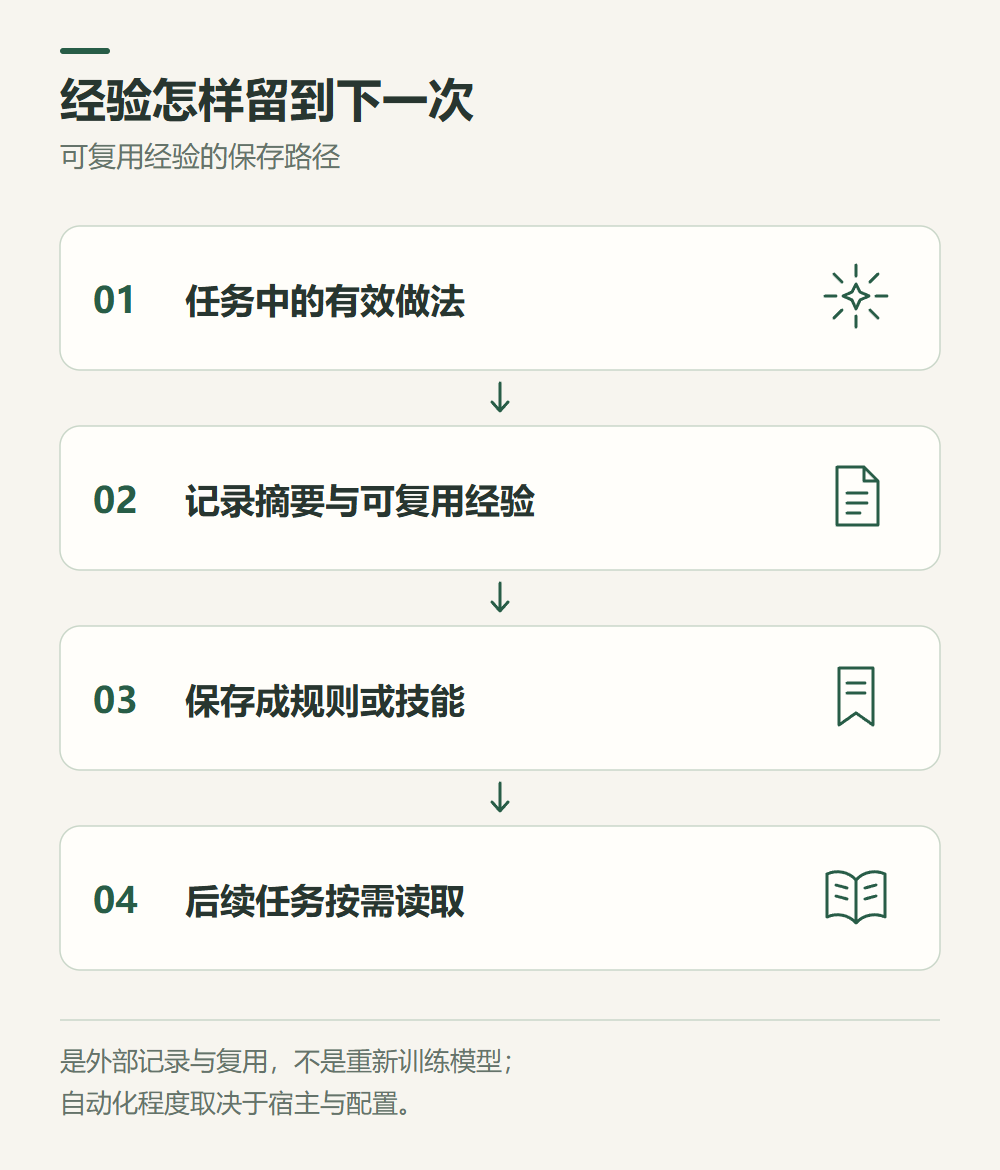 经验怎样留到下一次
可复用经验的保存路径
01 任务中的有效做法
02 记录摘要与可复用经验
03 保存成规则或技能
04 后续任务按需读取
是外部记录与复用，不是重新训练模型；
自动化程度取决于宿主与配置。